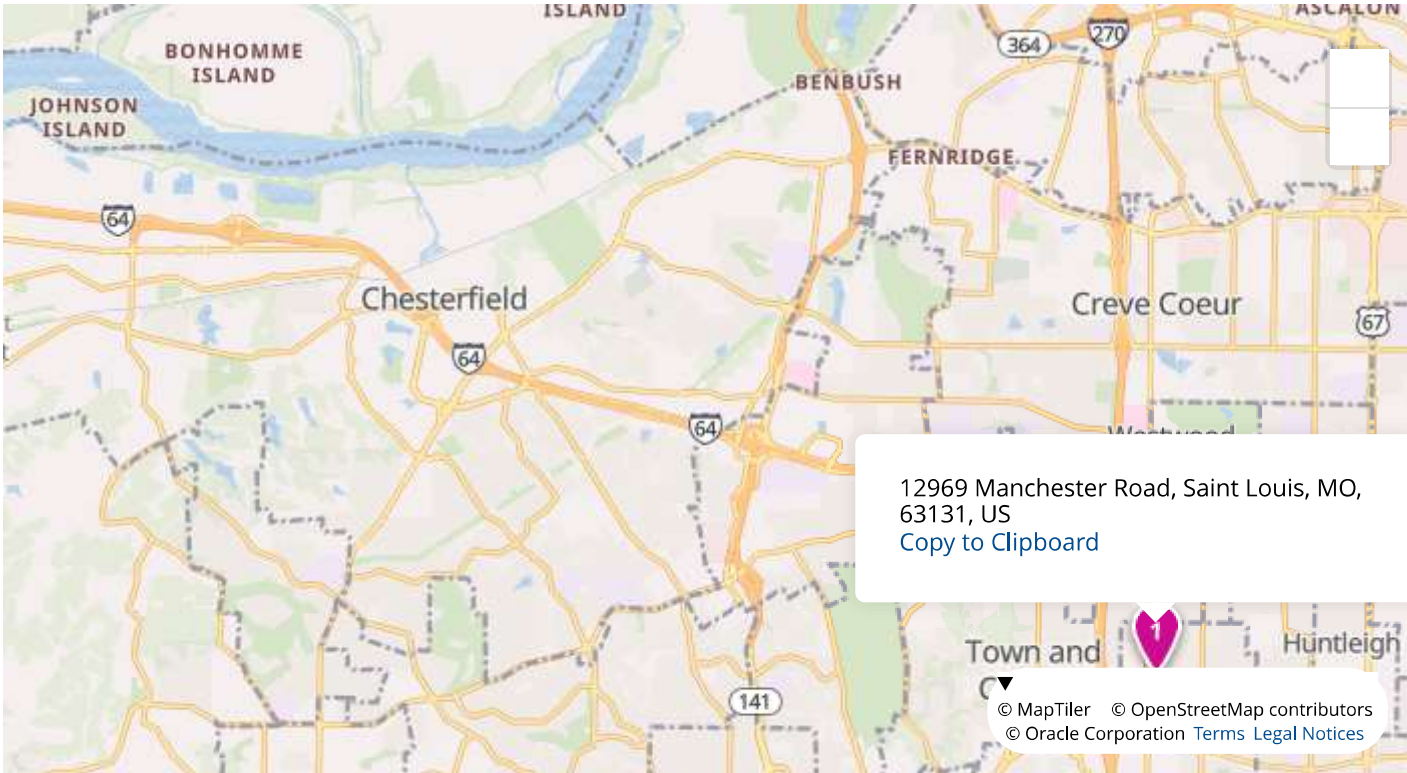 ISLAND
ASCALON
BONHOMME
ISLAND
364
270
BENBUSH
JOHNSON
ISLAND
FERNRIDGE
64
Chesterfield
Creve Coeur
67
64
64
Westwood
12969 Manchester Road, Saint Louis, MO,
63131, US
Copy to Clipboard
1
Town and
Huntleigh
C
141
© MapTiler © OpenStreetMap contributors
© Oracle Corporation Terms Legal Notices